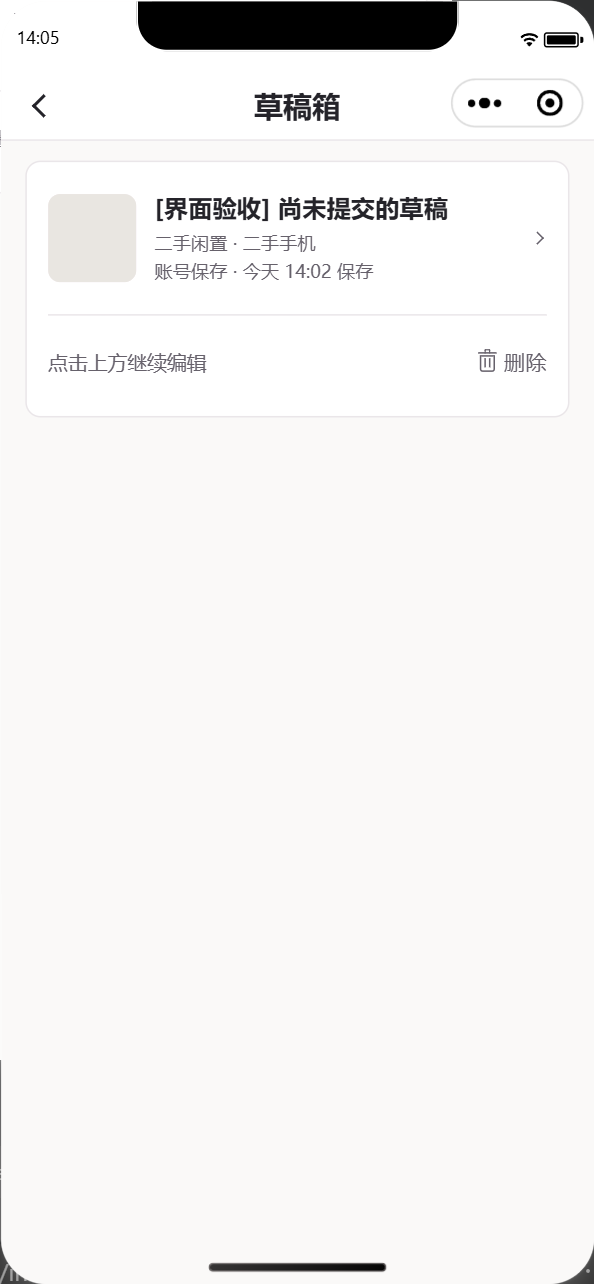 14:05
草稿箱
[界面验收] 尚未提交的草稿
二手闲置 · 二手手机
账号保存 · 今天 14:02 保存
点击上方继续编辑
删除